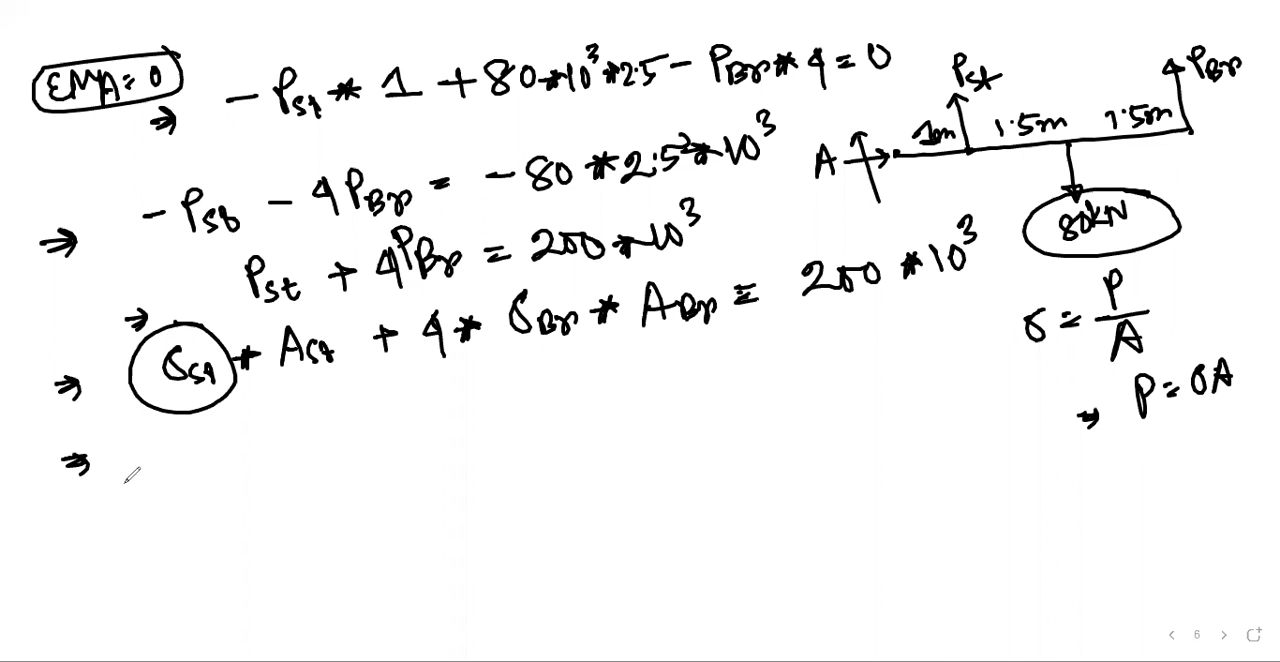 ΣMA=0 ⇒ - Pst * 1 + 80*10³*2.5 - PBr * 4 = 0
⇒ - Pst - 4PBr = - 80 * 2.5 * 10³
⇒ Pst + 4PBr = 200 * 10³
⇒ σst * Ast + 4 * σBr * ABr = 200 * 10³
⇒
Pst
PBr
A
1m
1.5m
1.5m
80kN
σ = P/A
⇒ P = σA
6